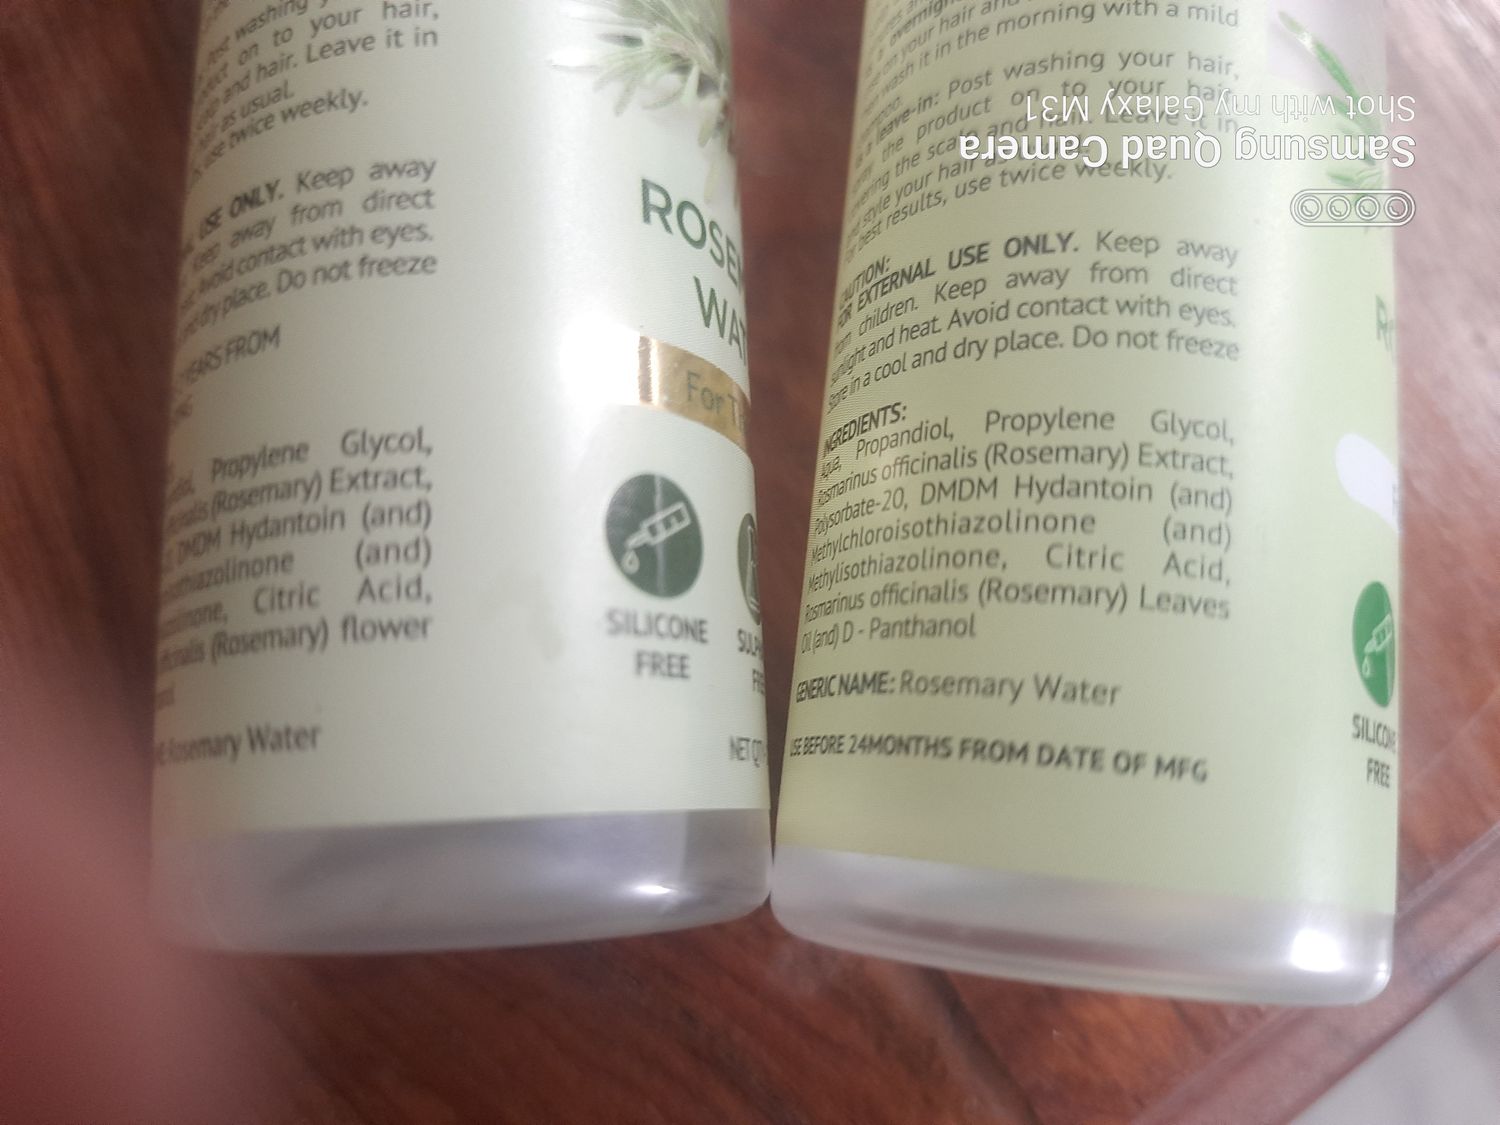 washing
to your hair,
and hair. Leave it in
as usual.
use twice weekly.
USE ONLY. Keep away
Keep away from direct
Avoid contact with eyes.
dry place. Do not freeze
YEARS FROM
Propylene Glycol,
(Rosemary) Extract,
DMDM Hydantoin (and)
(and)
Citric Acid,
(Rosemary) flower
Rosemary Water
ROSEM
WAT
For
SILICONE
FREE
NET
on your hair and
wash it in the morning with a mild
leave-in: Post washing your hair,
the product on to your hair
the scalp and hair. Leave it in
and style your hair
For best results, use twice weekly.
CAUTION:
FOR EXTERNAL USE ONLY. Keep away
from children. Keep away from direct
sunlight and heat. Avoid contact with eyes.
Store in a cool and dry place. Do not freeze
INGREDIENTS:
Aqua, Propandiol, Propylene Glycol,
Rosmarinus officinalis (Rosemary) Extract,
Polysorbate-20, DMDM Hydantoin (and)
Methylchloroisothiazolinone (and)
Methylisothiazolinone, Citric Acid,
Rosmarinus officinalis (Rosemary) Leaves
Oil (and) D - Panthanol
GENERIC NAME: Rosemary Water
USE BEFORE 24MONTHS FROM DATE OF MFG
SILICON
FREE
Samsung Quad Camera
Shot with my Galaxy M31